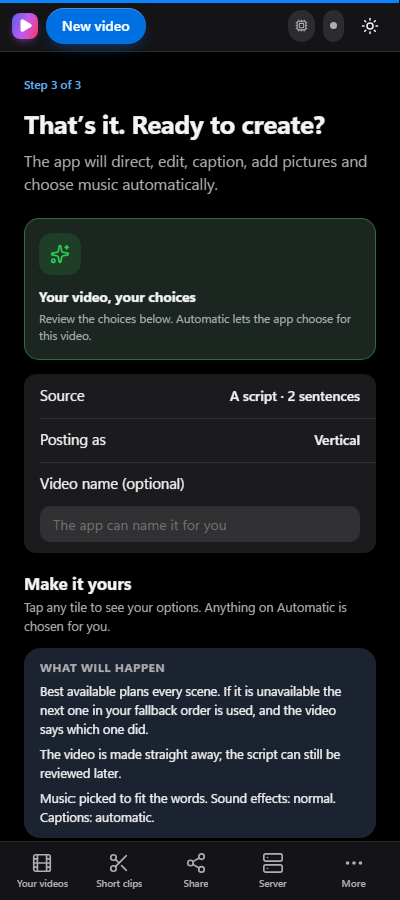 New video
Step 3 of 3
That's it. Ready to create?
The app will direct, edit, caption, add pictures and
choose music automatically.
Your video, your choices
Review the choices below. Automatic lets the app choose for
this video.
Source
A script · 2 sentences
Posting as
Vertical
Video name (optional)
The app can name it for you
Make it yours
Tap any tile to see your options. Anything on Automatic is
chosen for you.
WHAT WILL HAPPEN
Best available plans every scene. If it is unavailable the
next one in your fallback order is used, and the video
says which one did.
The video is made straight away; the script can still be
reviewed later.
Music: picked to fit the words. Sound effects: normal.
Captions: automatic.
Your videos
Short clips
Share
Server
More